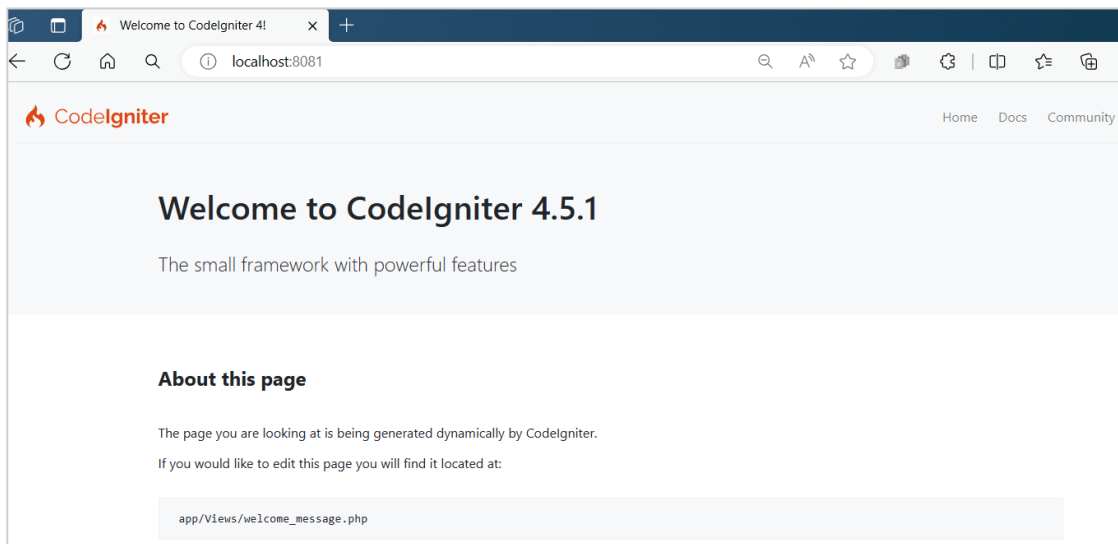 Welcome to CodeIgniter 4!
localhost:8081
CodeIgniter
Home Docs Community
Welcome to CodeIgniter 4.5.1
The small framework with powerful features
About this page
The page you are looking at is being generated dynamically by CodeIgniter.
If you would like to edit this page you will find it located at:
app/Views/welcome_message.php